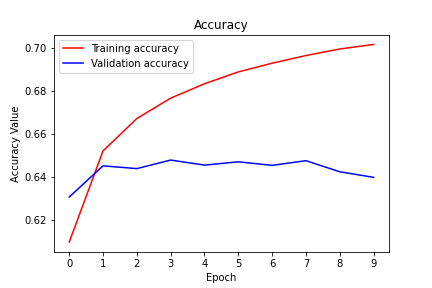 Accuracy
Training accuracy
Validation accuracy
Accuracy Value
0.70
0.68
0.66
0.64
0.62
0 1 2 3 4 5 6 7 8 9
Epoch